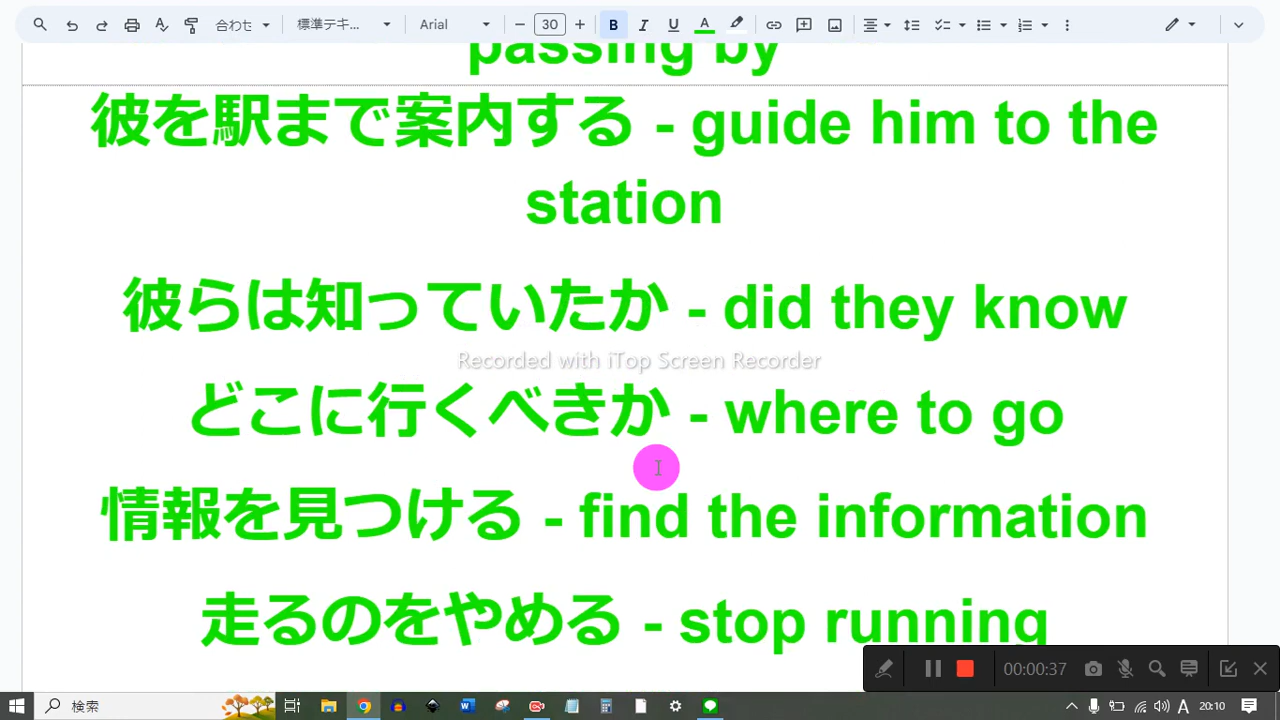 合わせ
標準テキ...
Arial
30
B
I
U
A
passing by
彼を駅まで案内する - guide him to the
station
彼らは知っていたか - did they know
Recorded with iTop Screen Recorder
どこに行くべきか - where to go
情報を見つける - find the information
走るのをやめる - stop running
00:00:37
検索
A
20:10